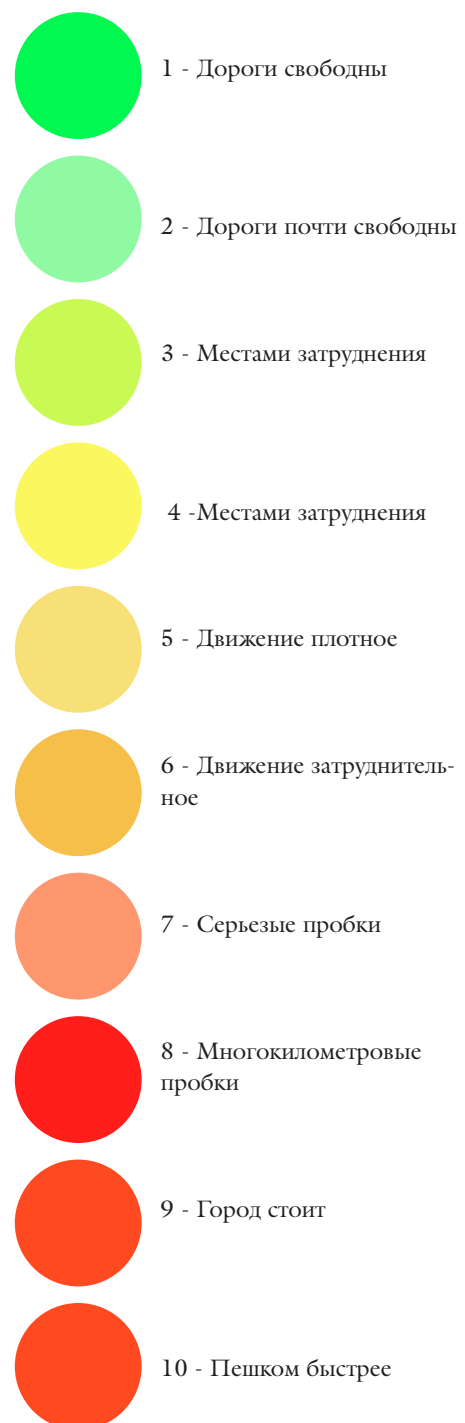 1 - Дороги свободны
2 - Дороги почти свободны
3 - Местами затруднения
4 -Местами затруднения
5 - Движение плотное
6 - Движение затруднитель-
ное
7 - Серьезые пробки
8 - Многокилометровые
пробки
9 - Город стоит
10 - Пешком быстрее